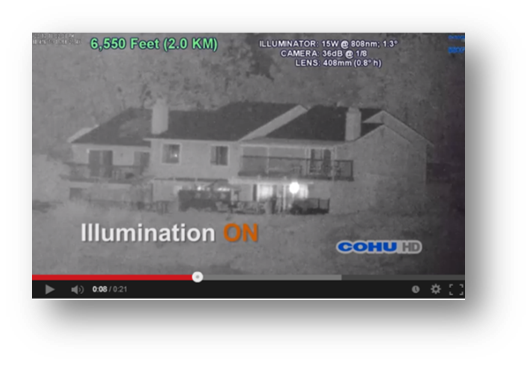 6,550 Feet (2.0 KM)
ILLUMINATOR: 15W @ 808nm; 1.3°
CAMERA: 36dB @ 1/8
LENS: 408mm (0.8° h)
Illumination ON
COHU HD
0:08 / 0:21